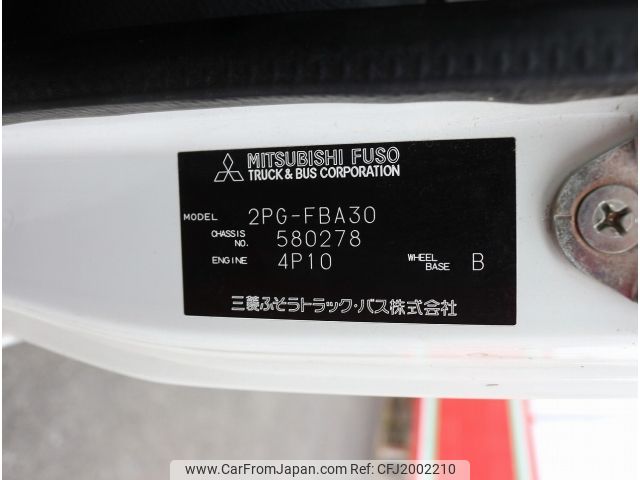 MITSUBISHI FUSO
TRUCK & BUS CORPORATION
MODEL 2PG-FBA30
CHASSIS NO. 580278
ENGINE 4P10 WHEEL BASE B
三菱ふそうトラック・バス株式会社
© CarFromJapan.com Car Ref: CFJ2002210